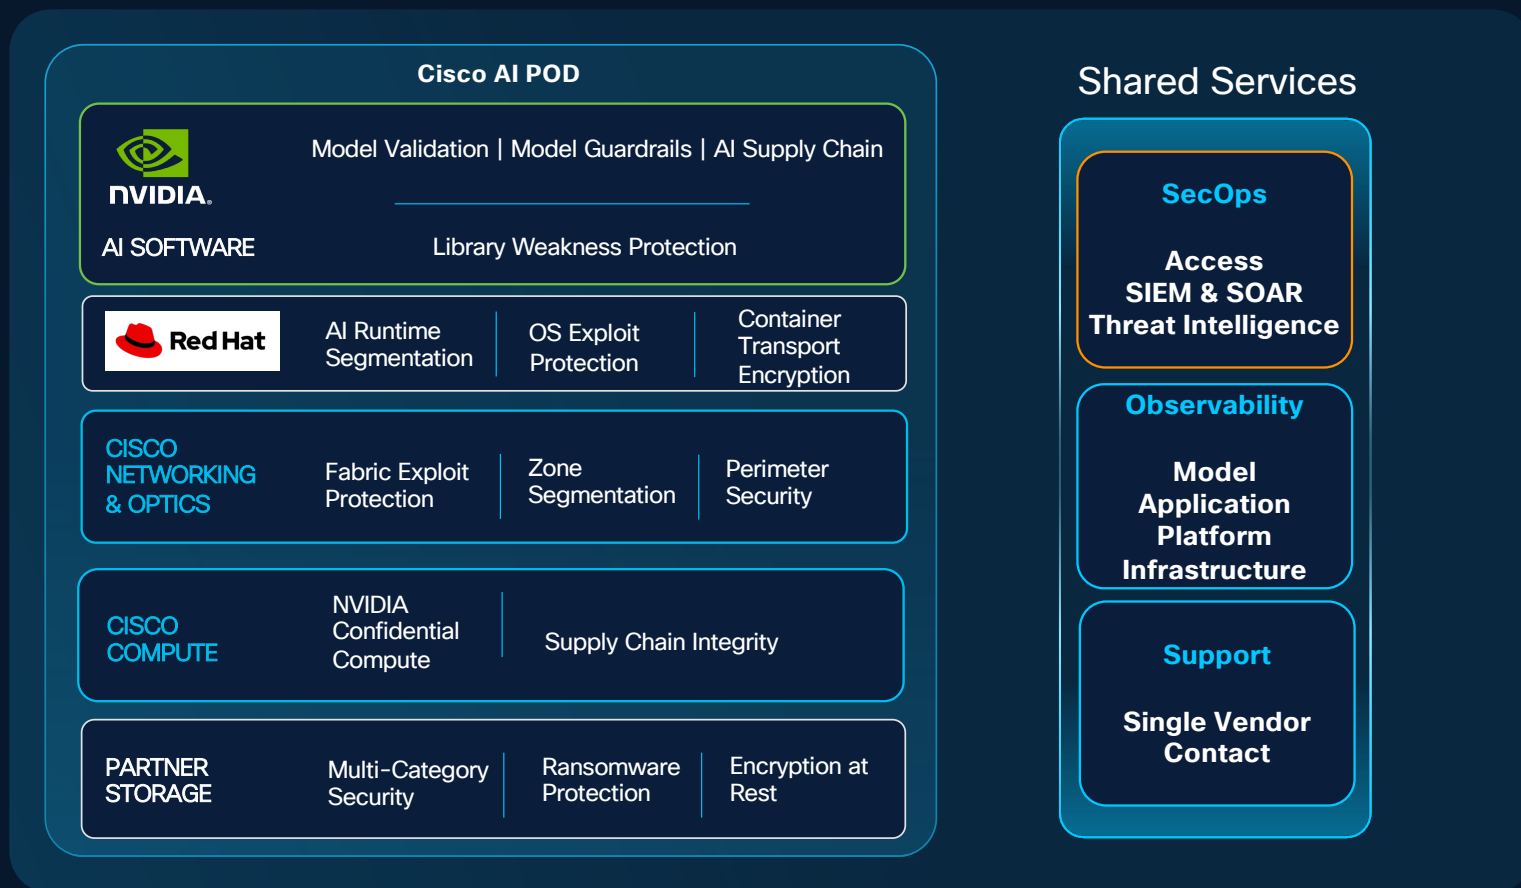 Cisco AI POD
NVIDIA.
AI SOFTWARE
Model Validation | Model Guardrails | AI Supply Chain
Library Weakness Protection
Red Hat
AI Runtime
Segmentation
OS Exploit
Protection
Container
Transport
Encryption
CISCO
NETWORKING
& OPTICS
Fabric Exploit
Protection
Zone
Segmentation
Perimeter
Security
CISCO
COMPUTE
NVIDIA
Confidential
Compute
Supply Chain Integrity
PARTNER
STORAGE
Multi-Category
Security
Ransomware
Protection
Encryption at
Rest
Shared Services
SecOps
Access
SIEM & SOAR
Threat Intelligence
Observability
Model
Application
Platform
Infrastructure
Support
Single Vendor
Contact